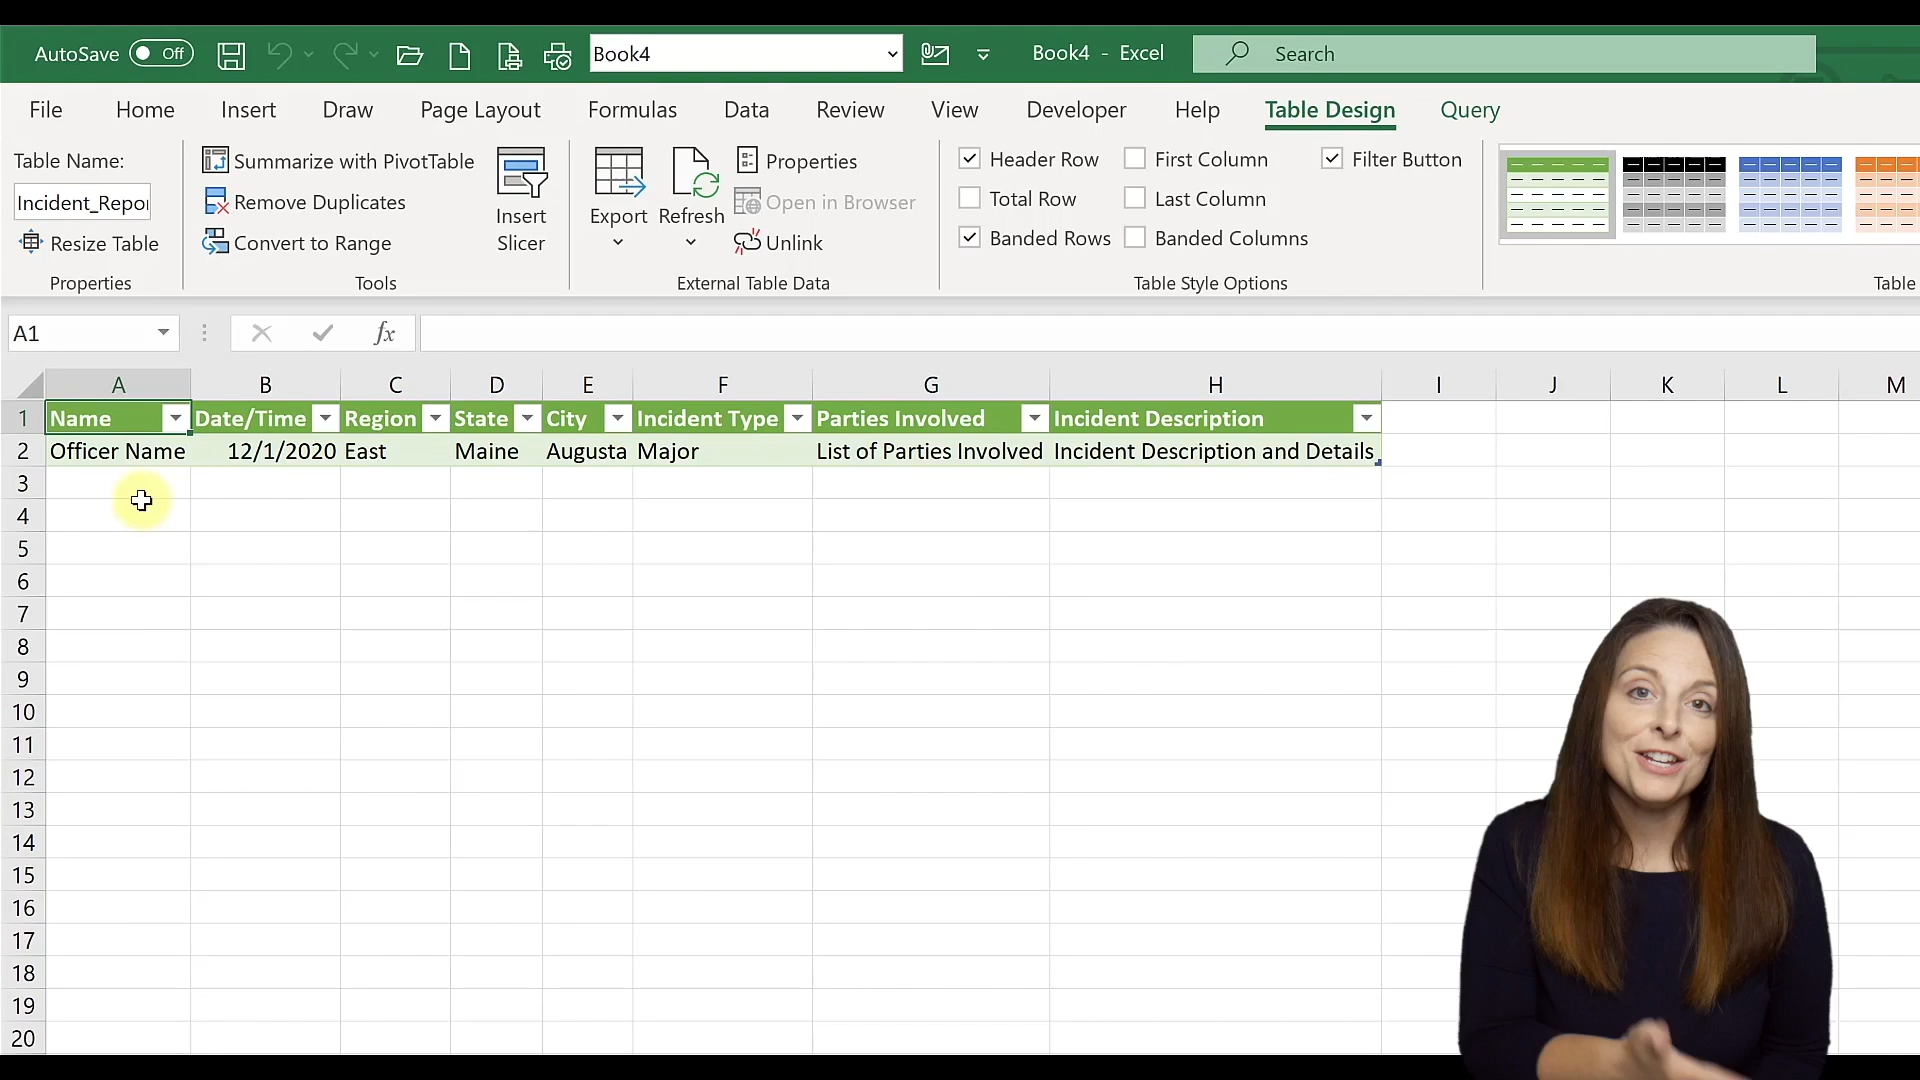 AutoSave Off Book4 Book4 - Excel Search
File Home Insert Draw Page Layout Formulas Data Review View Developer Help Table Design Query
Table Name:
Incident_Repor
Resize Table
Properties
Summarize with PivotTable
Remove Duplicates
Convert to Range
Insert
Slicer
Tools
Export Refresh
Properties
Open in Browser
Unlink
External Table Data
Header Row First Column Filter Button
Total Row Last Column
Banded Rows Banded Columns
Table Style Options
Table
A1 fx
A B C D E F G H I J K L M
1 Name Date/Time Region State City Incident Type Parties Involved Incident Description
2 Officer Name 12/1/2020 East Maine Augusta Major List of Parties Involved Incident Description and Details
3
4
5
6
7
8
9
10
11
12
13
14
15
16
17
18
19
20